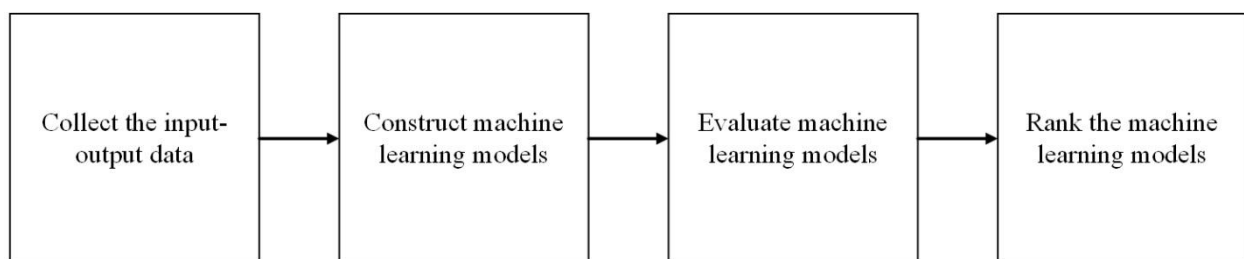 Collect the input-
output data
Construct machine
learning models
Evaluate machine
learning models
Rank the machine
learning models